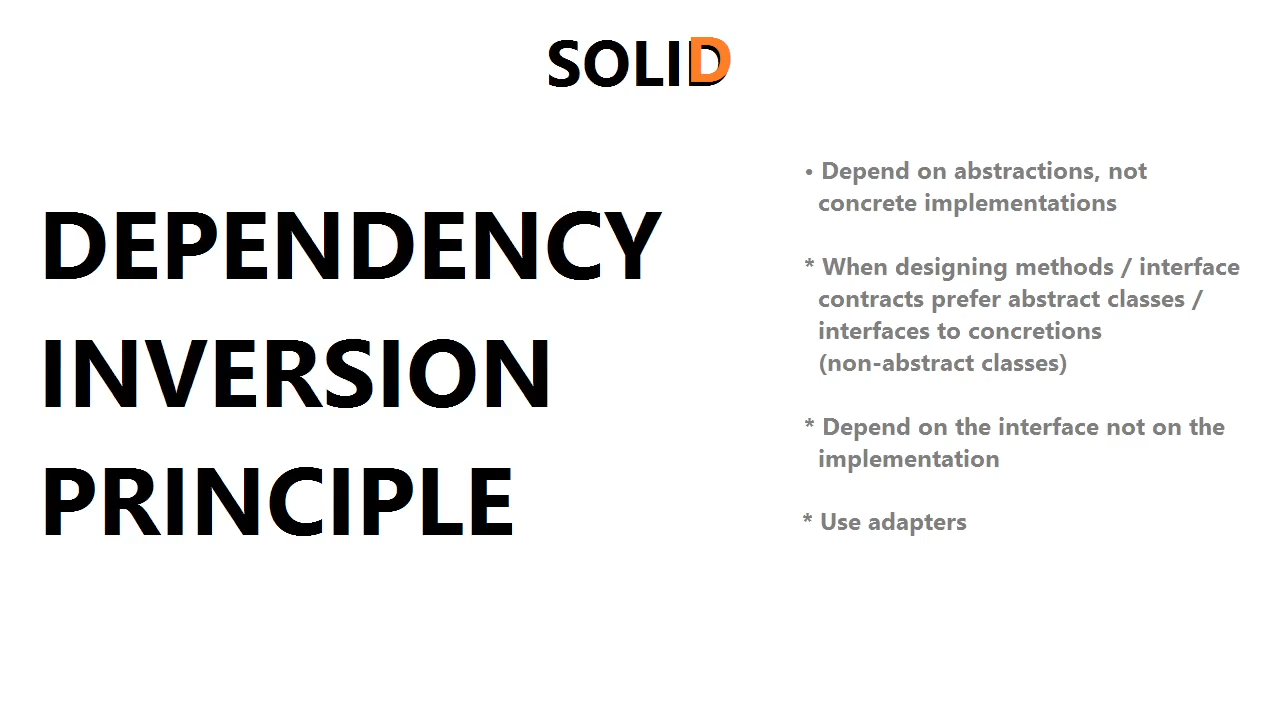 SOLID
DEPENDENCY
INVERSION
PRINCIPLE
• Depend on abstractions, not
concrete implementations
* When designing methods / interface
contracts prefer abstract classes /
interfaces to concretions
(non-abstract classes)
* Depend on the interface not on the
implementation
* Use adapters